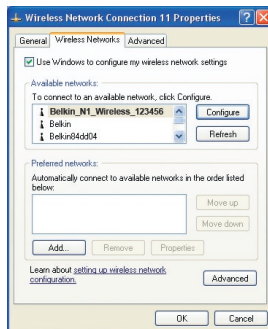 Wireless Network Connection 11 Properties
General Wireless Networks Advanced
Use Windows to configure my wireless network settings
Available networks:
To connect to an available network, click Configure.
Belkin_N1_Wireless_123456
Configure
Belkin
Belkin84dd04
Refresh
Preferred networks:
Automatically connect to available networks in the order listed
below:
Move up
Move down
Add... Remove Properties
Learn about setting up wireless network
configuration.
Advanced
OK Cancel